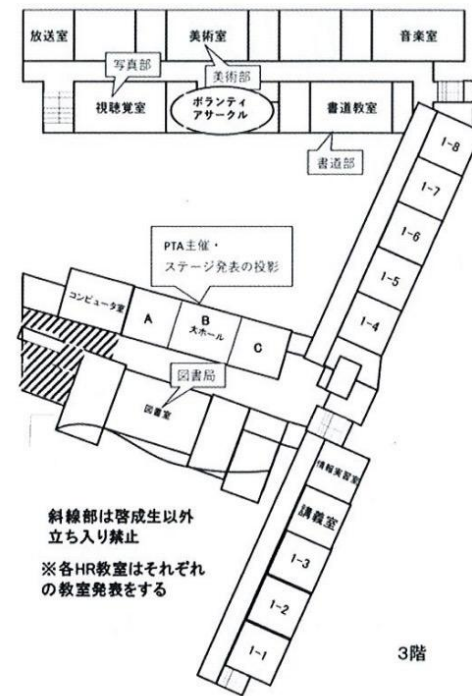 放送室
美術室
音楽室
写真部
美術部
視聴覚室
ボランティ
アサークル
書道教室
書道部
1-8
1-7
1-6
1-5
1-4
PTA主催・
ステージ発表の投影
コンピュータ室
A
B
大ホール
C
図書局
図書室
情報実習室
講義室
1-3
1-2
1-1
斜線部は啓成生以外
立ち入り禁止
※各HR教室はそれぞれ
の教室発表をする
3階